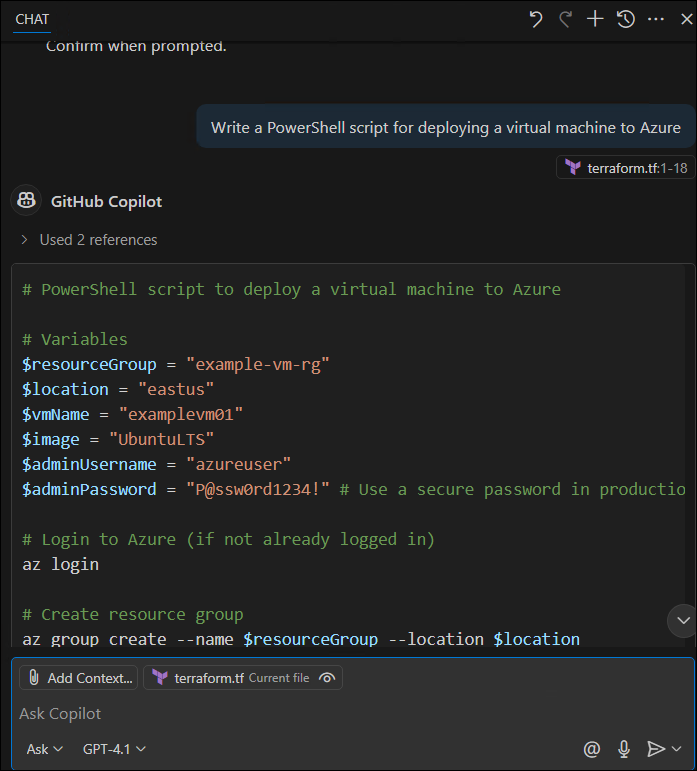 CHAT
Confirm when prompted.
Write a PowerShell script for deploying a virtual machine to Azure
terraform.tf:1-18
GitHub Copilot
Used 2 references
# PowerShell script to deploy a virtual machine to Azure
# Variables
$resourceGroup = "example-vm-rg"
$location = "eastus"
$vmName = "examplevm01"
$image = "UbuntuLTS"
$adminUsername = "azureuser"
$adminPassword = "P@ssw0rd1234!" # Use a secure password in productio
# Login to Azure (if not already logged in)
az login
# Create resource group
az group create --name $resourceGroup --location $location
Add Context... terraform.tf Current file
Ask Copilot
Ask GPT-4.1